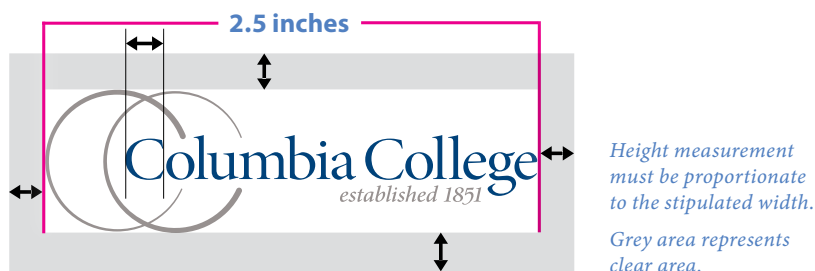 2.5 inches
Columbia College
established 1851
Height measurement
must be proportionate
to the stipulated width.
Grey area represents
clear area.